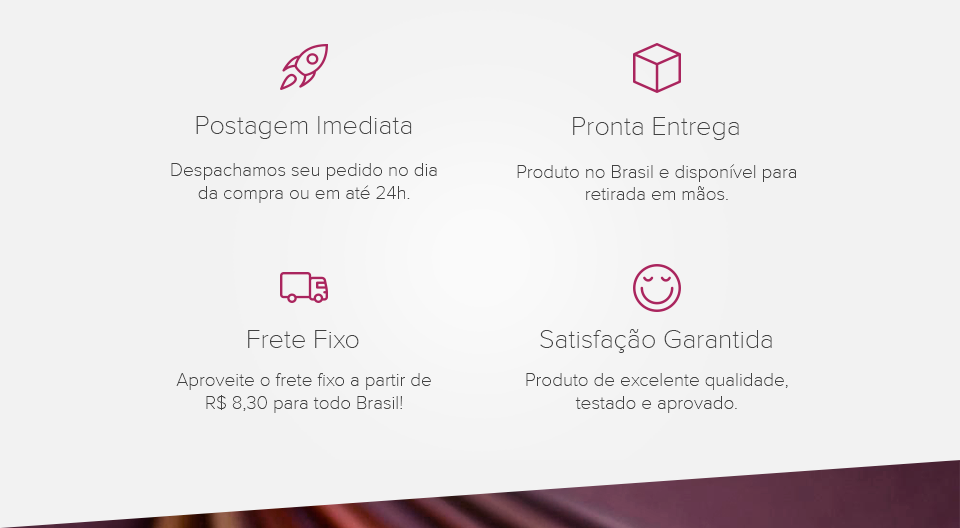 Postagem Imediata
Despachamos seu pedido no dia
da compra ou em até 24h.
Pronta Entrega
Produto no Brasil e disponível para
retirada em mãos.
Frete Fixo
Aproveite o frete fixo a partir de
R$ 8,30 para todo Brasil!
Satisfação Garantida
Produto de excelente qualidade,
testado e aprovado.